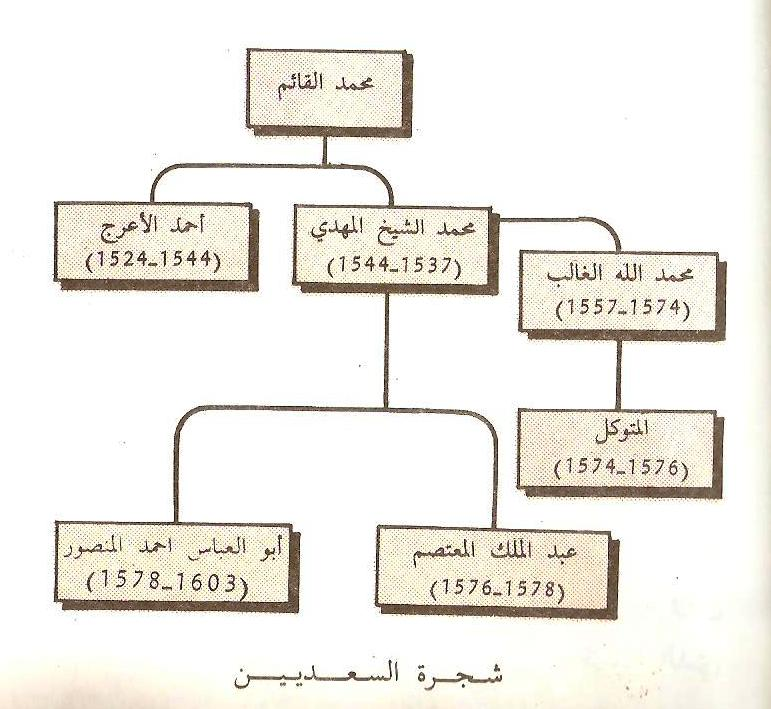 محمد القائم
أحمد الأعرج
(1524_1544)
محمد الشيخ المهدي
(1544_1537)
محمد الله الغالب
(1557_1574)
المتوكل
(1574_1576)
أبو العباس احمد المنصور
(1578_1603)
عبد الملك المعتصم
(1576_1578)
شجرة السعديين